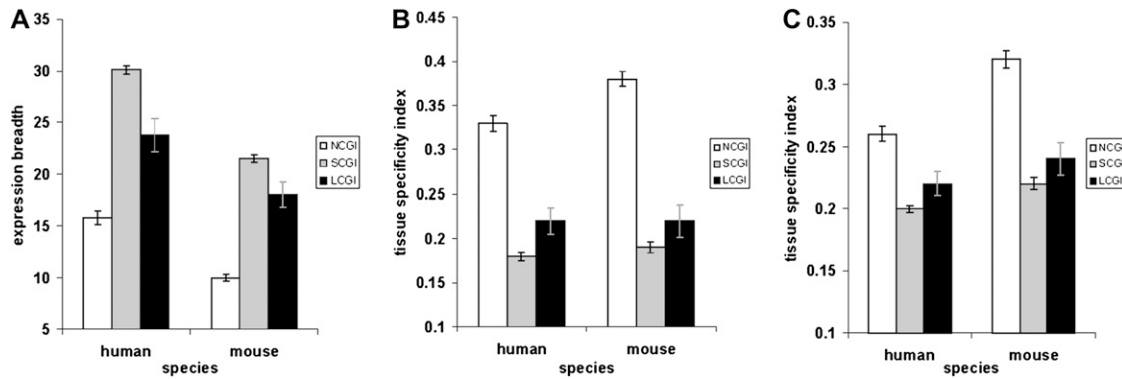 A
35
30
25
20
15
10
5
expression breadth
human mouse
species
NCGI
SCGI
LCGI
B
0.45
0.4
0.35
0.3
0.25
0.2
0.15
0.1
tissue specificity index
human mouse
species
NCGI
SCGI
LCGI
C
0.35
0.3
0.25
0.2
0.15
0.1
tissue specificity index
human mouse
species
NCGI
SCGI
LCGI